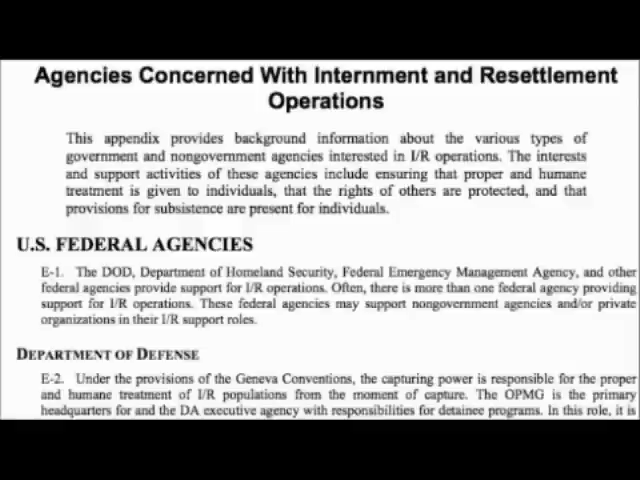 Agencies Concerned With Internment and Resettlement
Operations
This appendix provides background information about the various types of
government and nongovernment agencies interested in I/R operations. The interests
and support activities of these agencies include ensuring that proper and humane
treatment is given to individuals, that the rights of others are protected, and that
provisions for subsistence are present for individuals.
U.S. FEDERAL AGENCIES
E-1. The DOD, Department of Homeland Security, Federal Emergency Management Agency, and other
federal agencies provide support for I/R operations. Often, there is more than one federal agency providing
support for I/R operations. These federal agencies may support nongovernment agencies and/or private
organizations in their I/R support roles.
DEPARTMENT OF DEFENSE
E-2. Under the provisions of the Geneva Conventions, the capturing power is responsible for the proper
and humane treatment of I/R populations from the moment of capture. The OPMG is the primary
headquarters for and the DA executive agency with responsibilities for detainee programs. In this role, it is